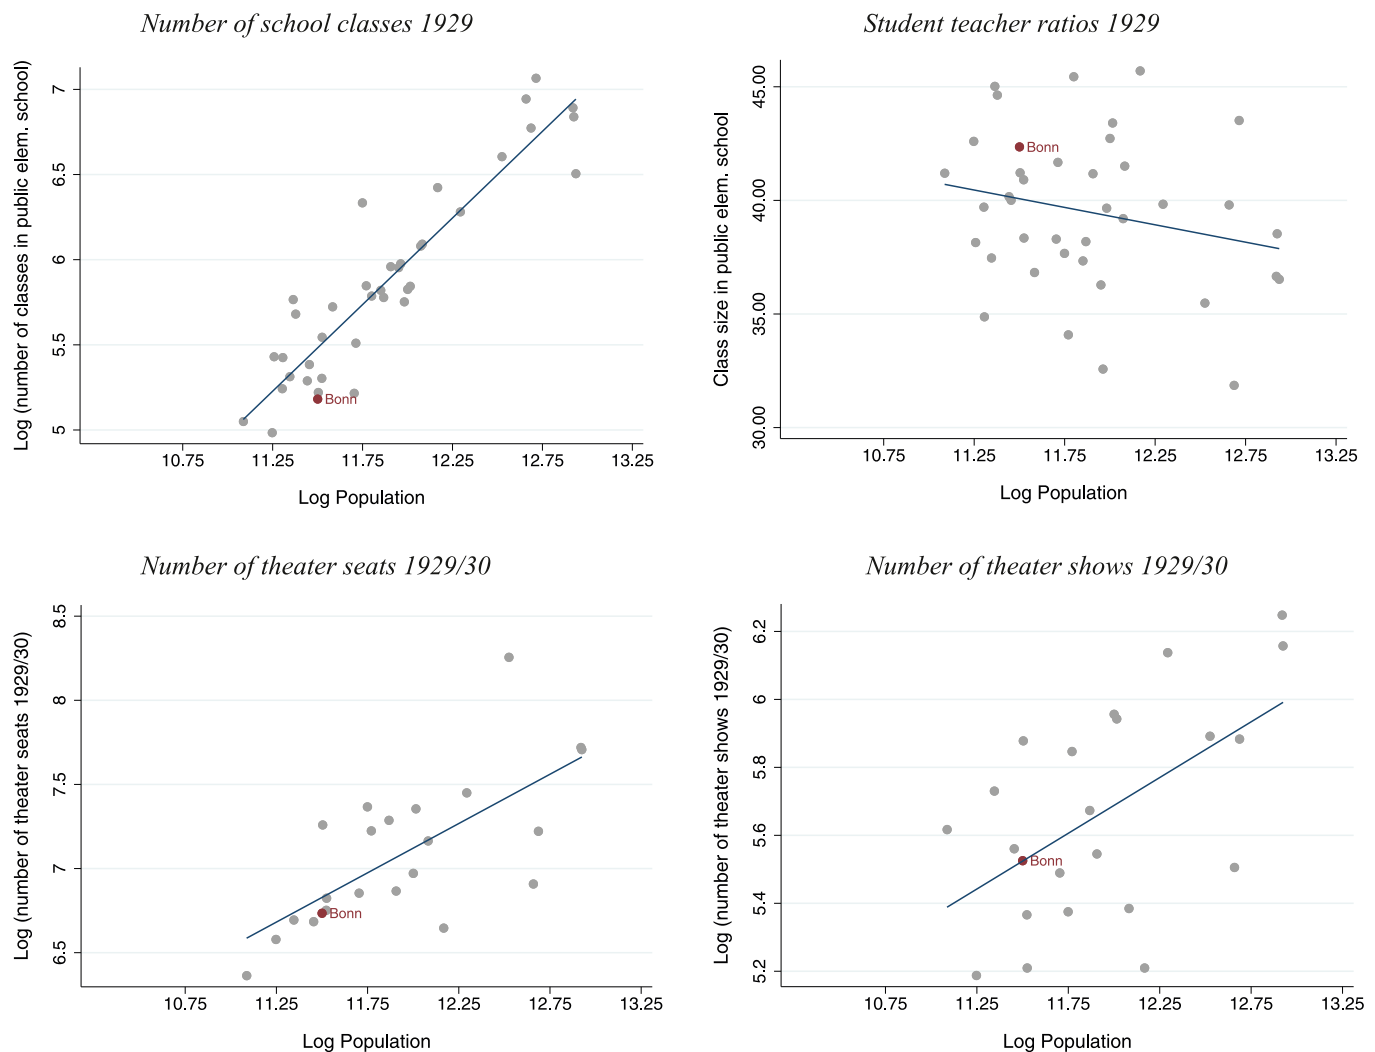 Number of school classes 1929
Log (number of classes in public elem. school)
7
6.5
6
5.5
5
Bonn
10.75 11.25 11.75 12.25 12.75 13.25
Log Population
Student teacher ratios 1929
Class size in public elem. school
45.00
40.00
35.00
30.00
Bonn
10.75 11.25 11.75 12.25 12.75 13.25
Log Population
Number of theater seats 1929/30
Log (number of theater seats 1929/30)
8.5
8
7.5
7
6.5
Bonn
10.75 11.25 11.75 12.25 12.75 13.25
Log Population
Number of theater shows 1929/30
Log (number of theater shows 1929/30)
6.2
6
5.8
5.6
5.4
5.2
Bonn
10.75 11.25 11.75 12.25 12.75 13.25
Log Population